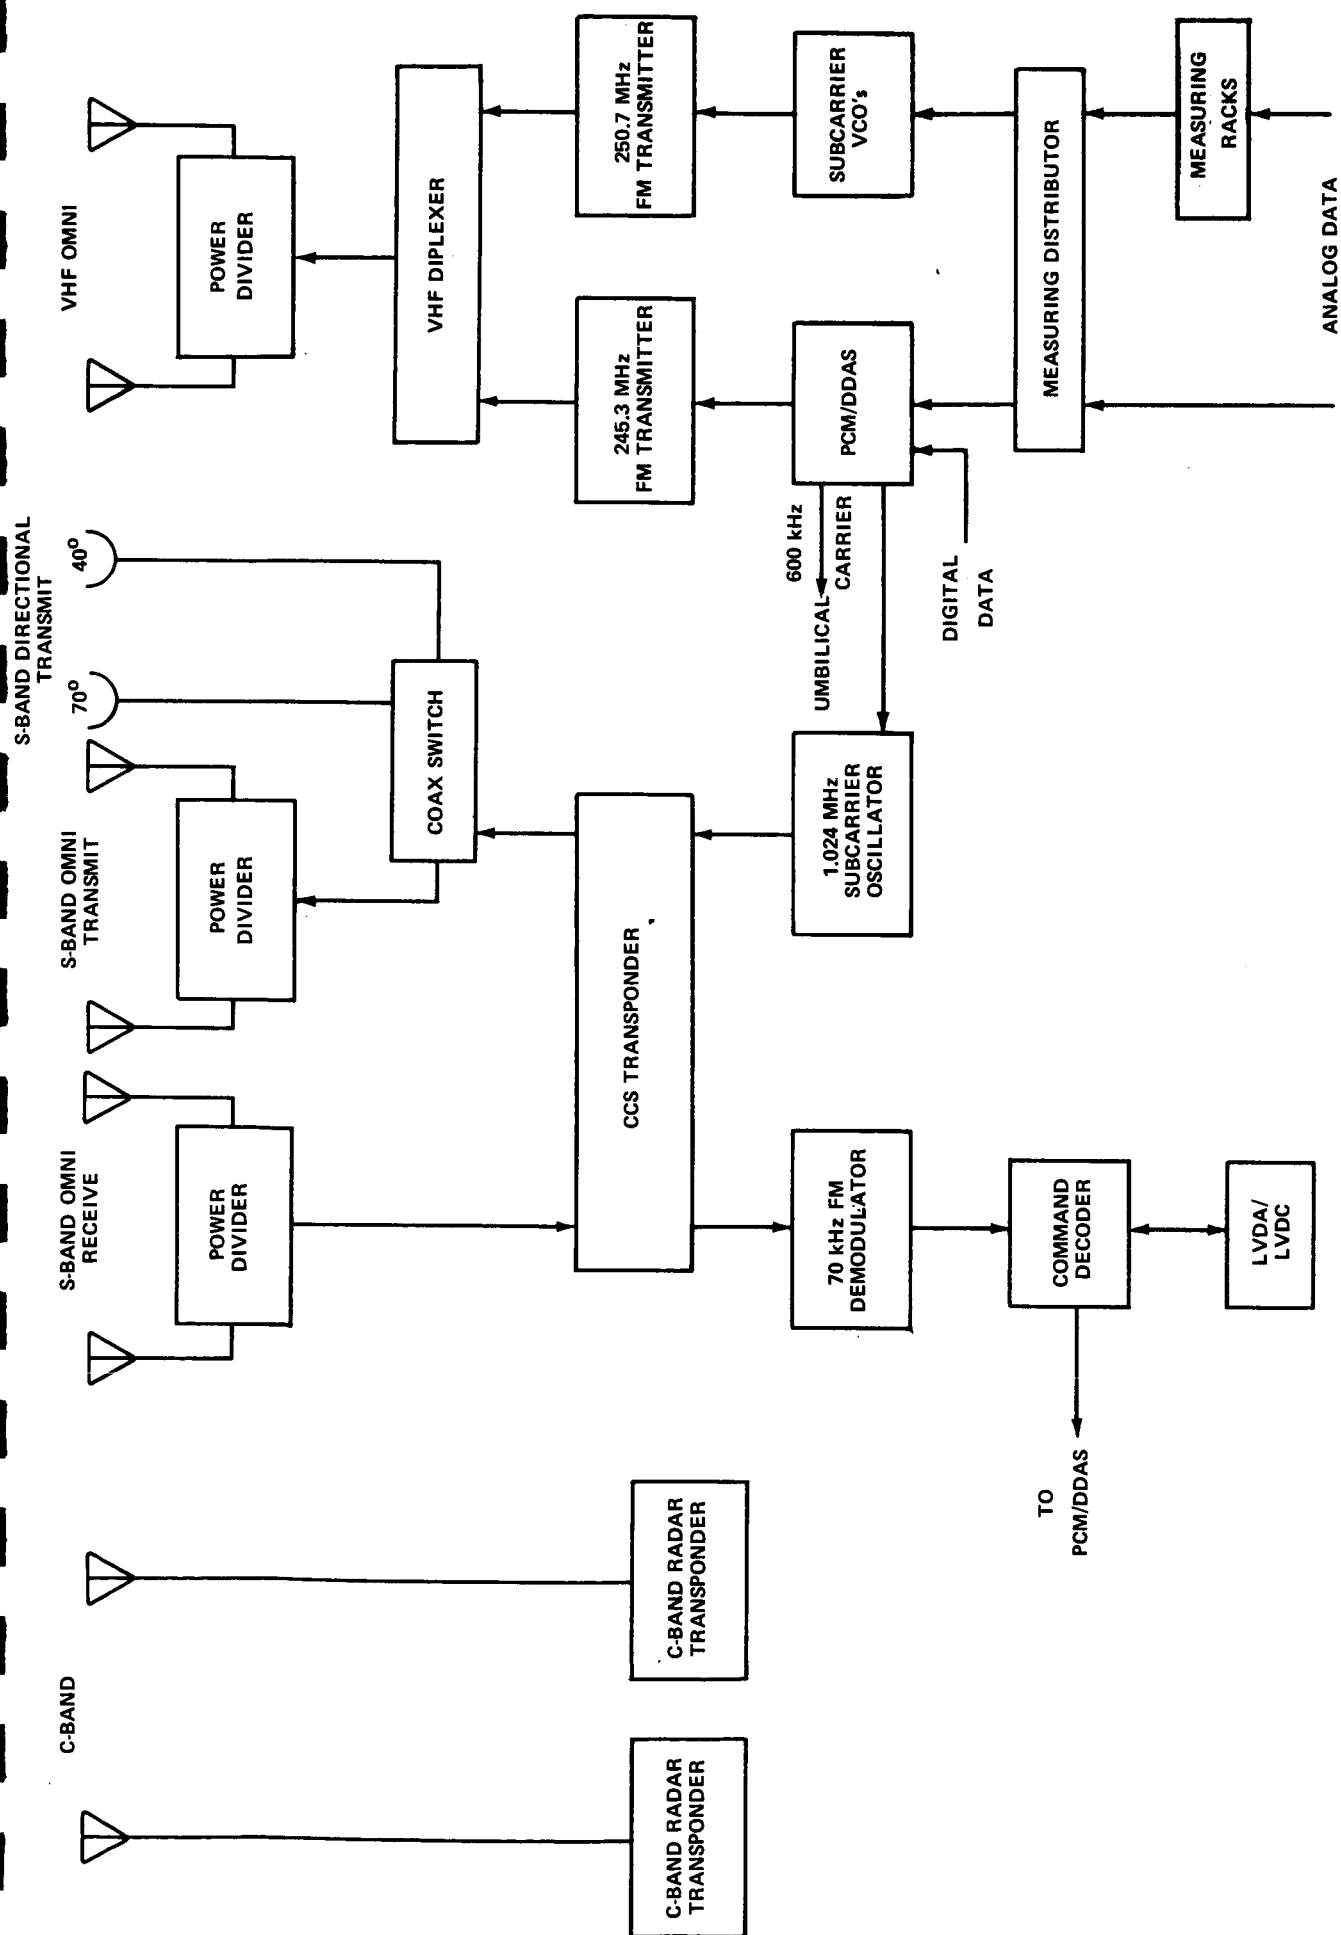 C-BAND
S-BAND OMNI
RECEIVE
S-BAND OMNI
TRANSMIT
S-BAND DIRECTIONAL
TRANSMIT
70°
40°
VHF OMNI
POWER
DIVIDER
POWER
DIVIDER
POWER
DIVIDER
COAX SWITCH
VHF DIPLEXER
C-BAND RADAR
TRANSPONDER
C-BAND RADAR
TRANSPONDER
CCS TRANSPONDER
245.3 MHz
FM TRANSMITTER
250.7 MHz
FM TRANSMITTER
70 kHz FM
DEMODULATOR
1.024 MHz
SUBCARRIER
OSCILLATOR
600 kHz
UMBILICAL
CARRIER
PCM/DDAS
SUBCARRIER
VCO's
DIGITAL
DATA
TO
PCM/DDAS
COMMAND
DECODER
MEASURING DISTRIBUTOR
LVDA/
LVDC
MEASURING
RACKS
ANALOG DATA